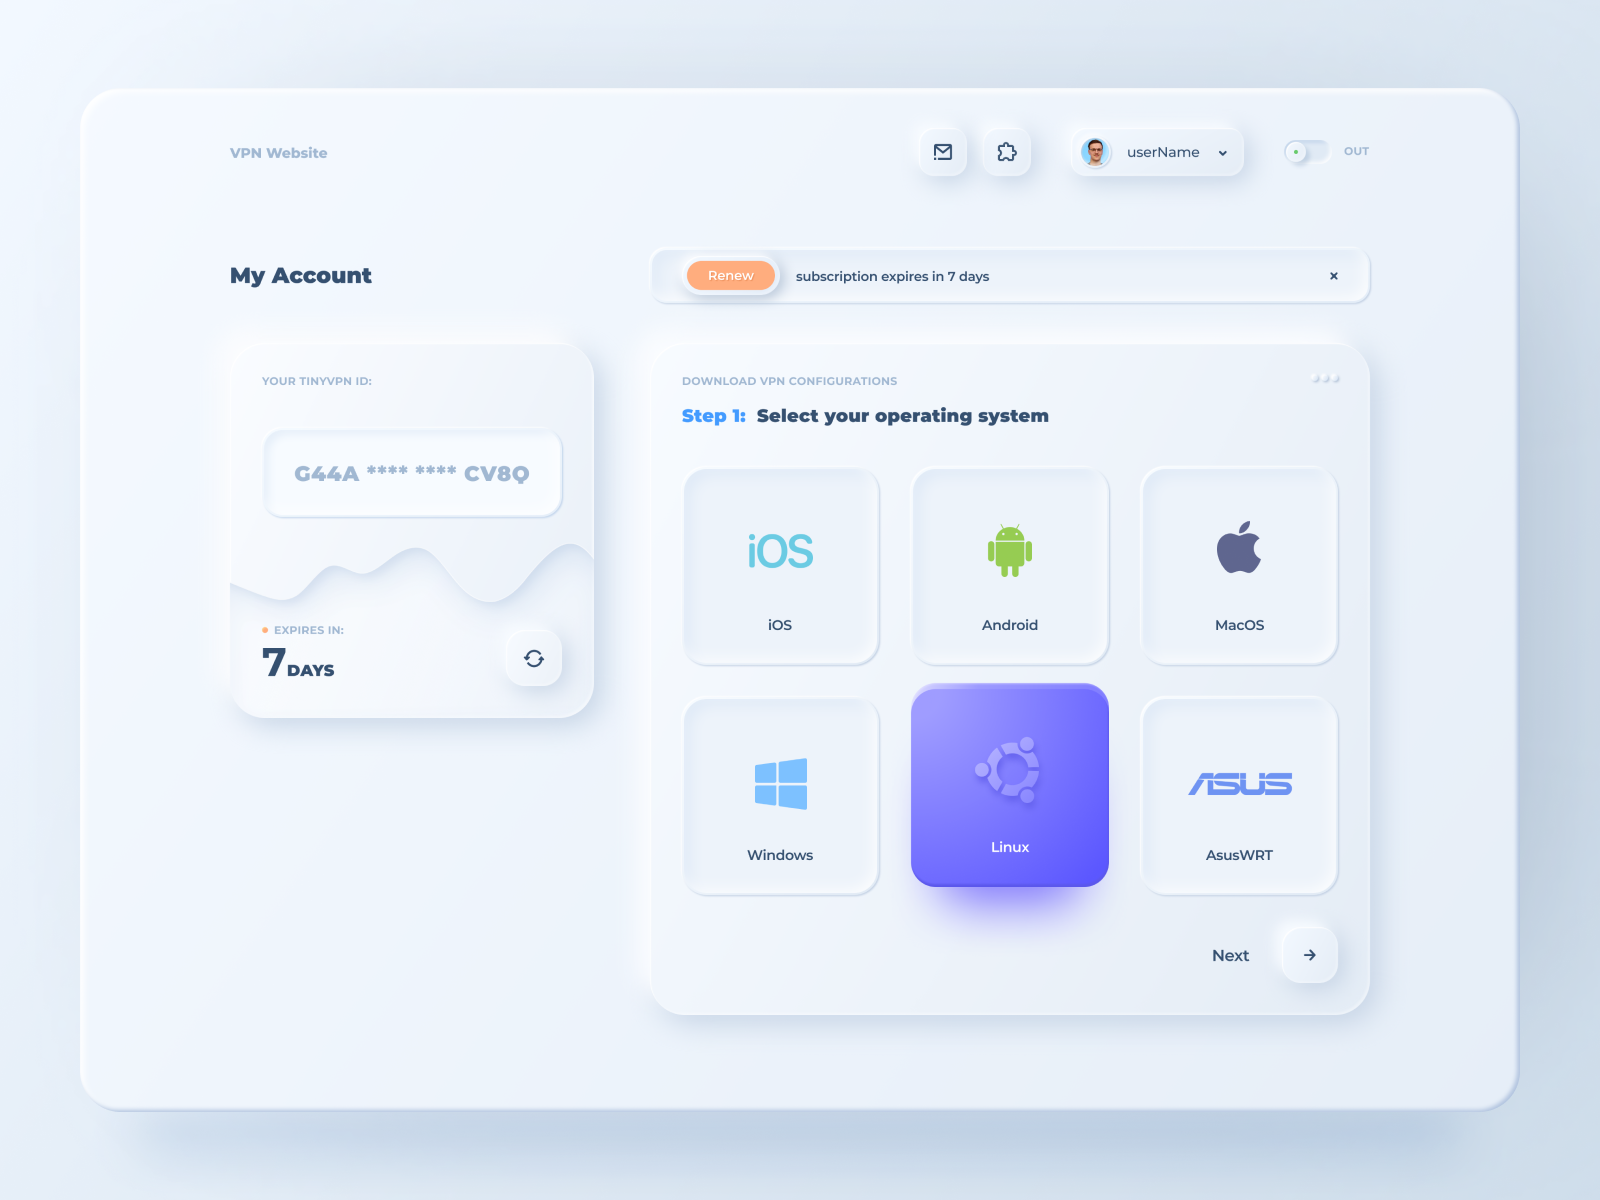 VPN Website
userName
OUT
My Account
Renew
subscription expires in 7 days
YOUR TINYVPN ID:
G44A **** **** CV8Q
EXPIRES IN:
7 DAYS
DOWNLOAD VPN CONFIGURATIONS
Step 1: Select your operating system
iOS
iOS
Android
MacOS
Windows
Linux
ASUS
AsusWRT
Next